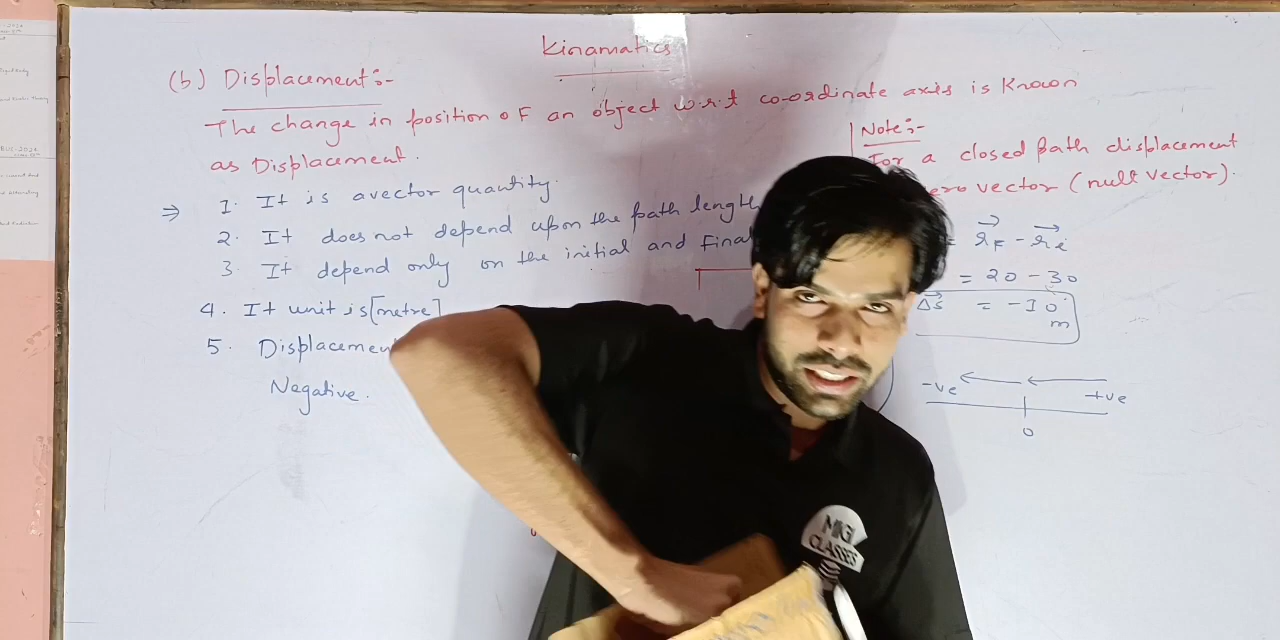 Kinamatics
(b) Displacement:-
The change in position oF an object w.r.t co-ordinate axis is Known
as Displacement.
Note:-
For a closed path displacement
zero vector (null vector).
⇒ 1. It is a vector quantity.
2. It does not depend upon the path length
3. It depend only on the initial and Final
4. It unit is [metre]
5. Displacemen
Negative.
= r⃗F - r⃗i
= 20 - 30
Δs⃗ = -10
m
-ve +ve
0
MIGI
CLASSES